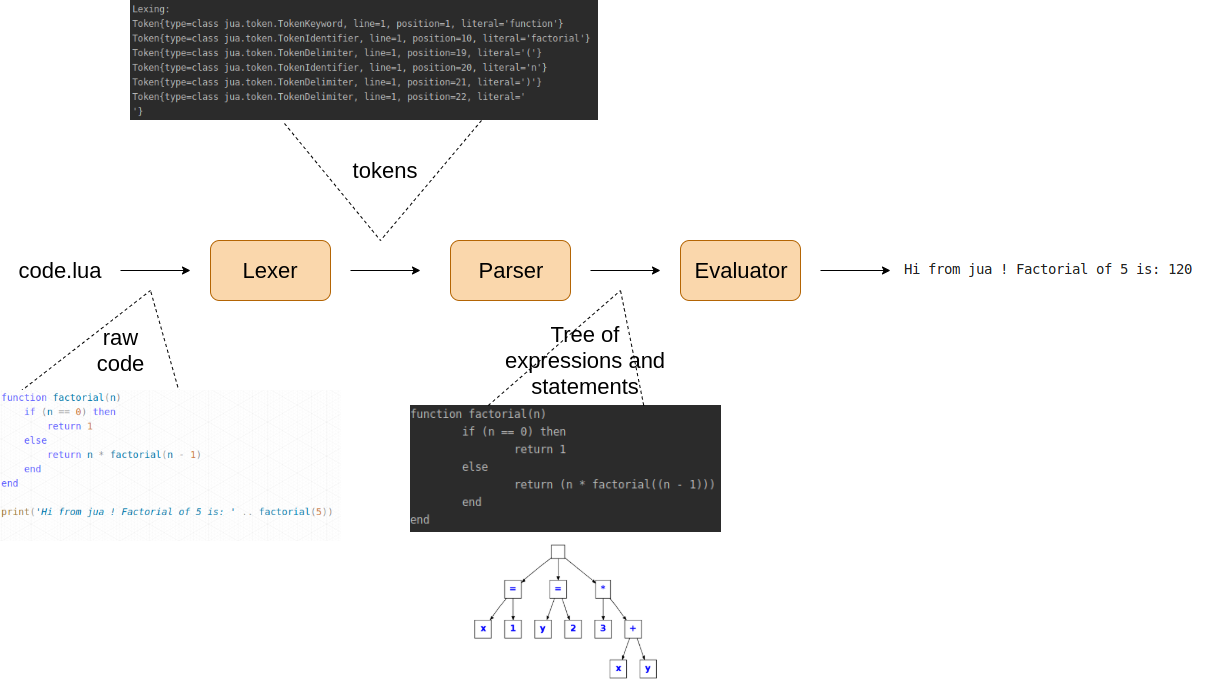 Lexing:
Token{type=class jua.token.TokenKeyword, line=1, position=1, literal='function'}
Token{type=class jua.token.TokenIdentifier, line=1, position=10, literal='factorial'}
Token{type=class jua.token.TokenDelimiter, line=1, position=19, literal='('}
Token{type=class jua.token.TokenIdentifier, line=1, position=20, literal='n'}
Token{type=class jua.token.TokenDelimiter, line=1, position=21, literal=')'}
Token{type=class jua.token.TokenDelimiter, line=1, position=22, literal='
'}
tokens
code.lua
Lexer
Parser
Evaluator
Hi from jua ! Factorial of 5 is: 120
raw
code
function factorial(n)
    if (n == 0) then
        return 1
    else
        return n * factorial(n - 1)
    end
end
print('Hi from jua ! Factorial of 5 is: ' .. factorial(5))
Tree of
expressions and
statements
function factorial(n)
        if (n == 0) then
                return 1
        else
                return (n * factorial((n - 1)))
        end
end
= = *
x 1 y 2 3 +
x y